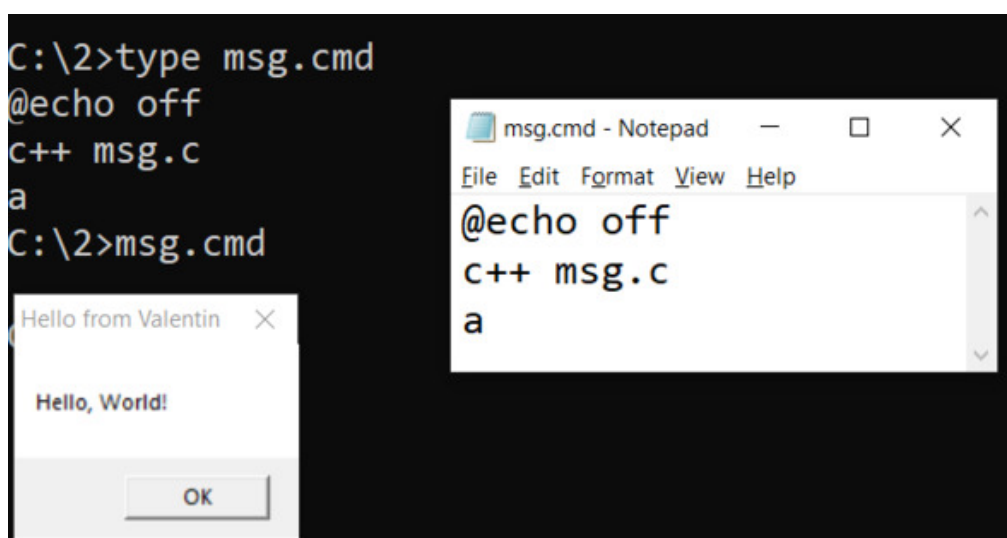 C:\2>type msg.cmd
@echo off
c++ msg.c
a
C:\2>msg.cmd
msg.cmd - Notepad
File Edit Format View Help
@echo off
c++ msg.c
a
Hello from Valentin
Hello, World!
OK